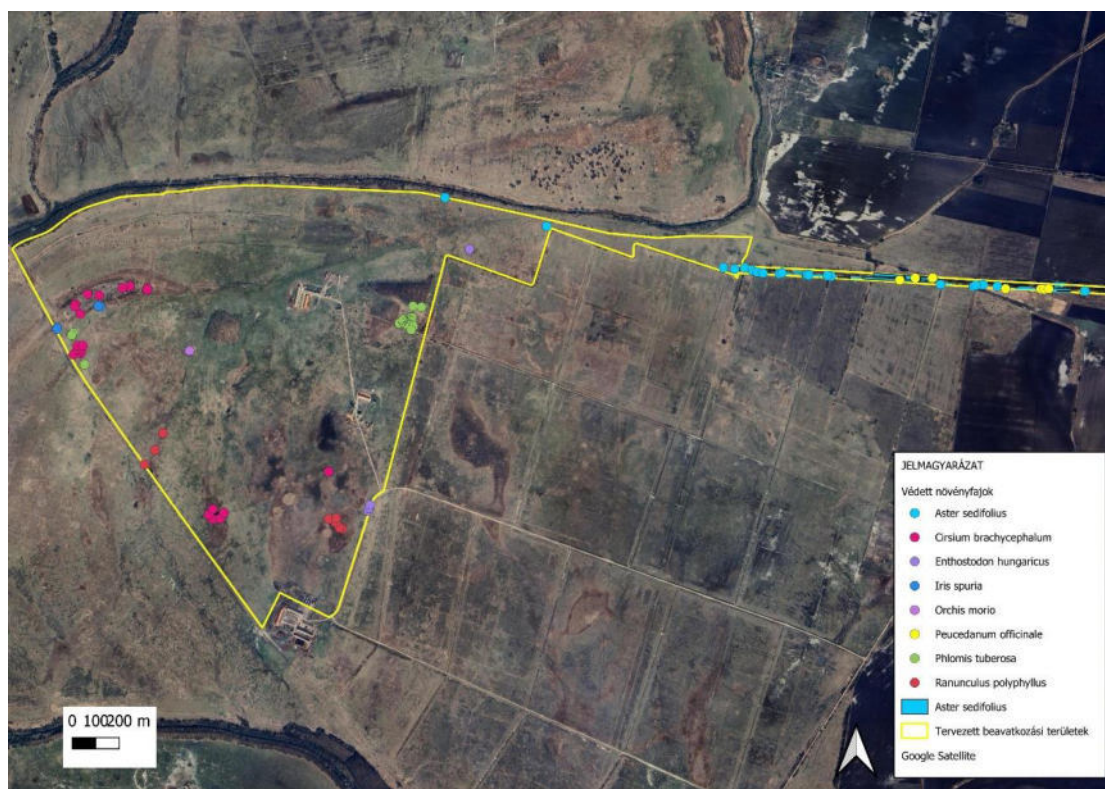 JELMAGYARÁZAT
Védett növényfajok
Aster sedifolius
Cirsium brachycephalum
Enthostodon hungaricus
Iris spuria
Orchis morio
Peucedanum officinale
Phlomis tuberosa
Ranunculus polyphyllus
Aster sedifolius
Tervezett beavatkozási területek
Google Satellite
0 100200 m